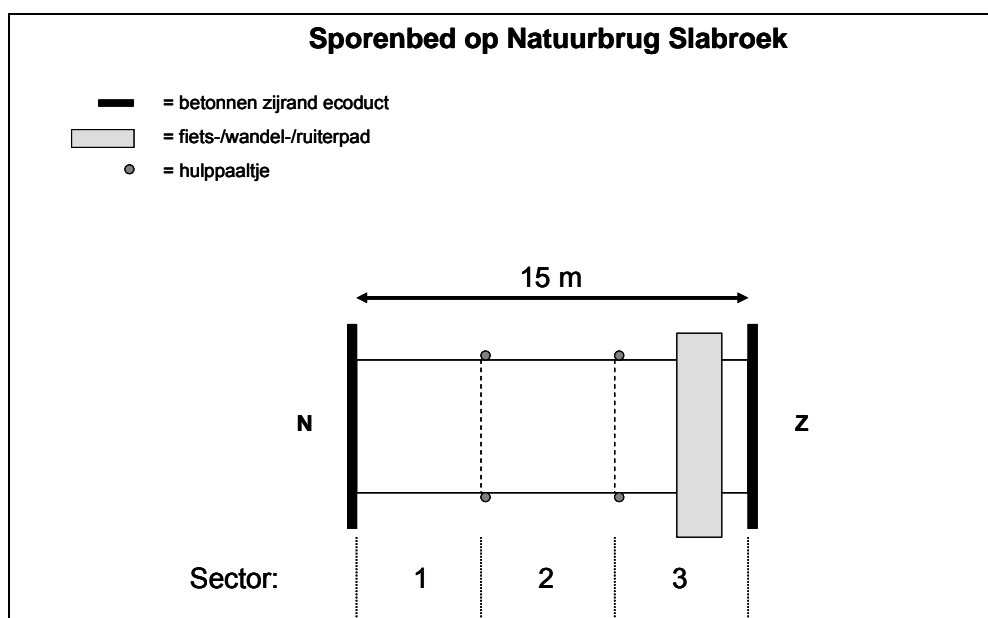 Sporenbed op Natuurbrug Slabroek
= betonnen zijrand ecoduct
= fiets-/wandel-/ruiterpad
= hulppaaltje
15 m
N
Z
Sector:
1
2
3